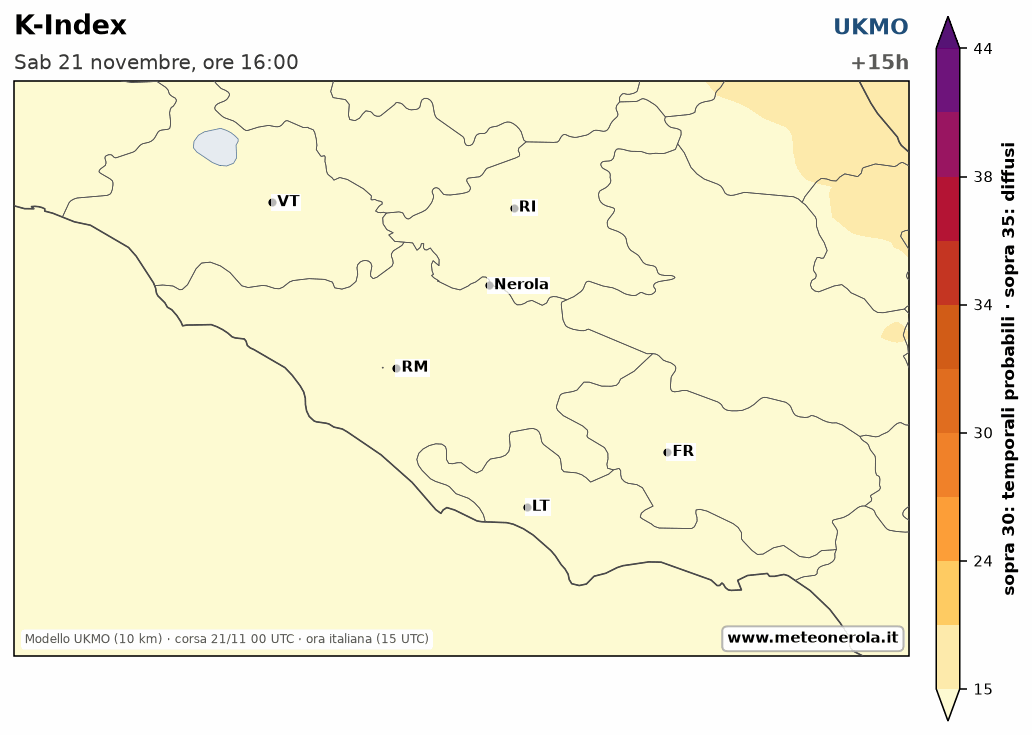 K-Index
UKMO
Sab 21 novembre, ore 16:00
+15h
VT
RI
Nerola
RM
FR
LT
Modello UKMO (10 km) · corsa 21/11 00 UTC · ora italiana (15 UTC)
www.meteonerola.it
44
38
34
30
24
15
sopra 30: temporali probabili · sopra 35: diffusi